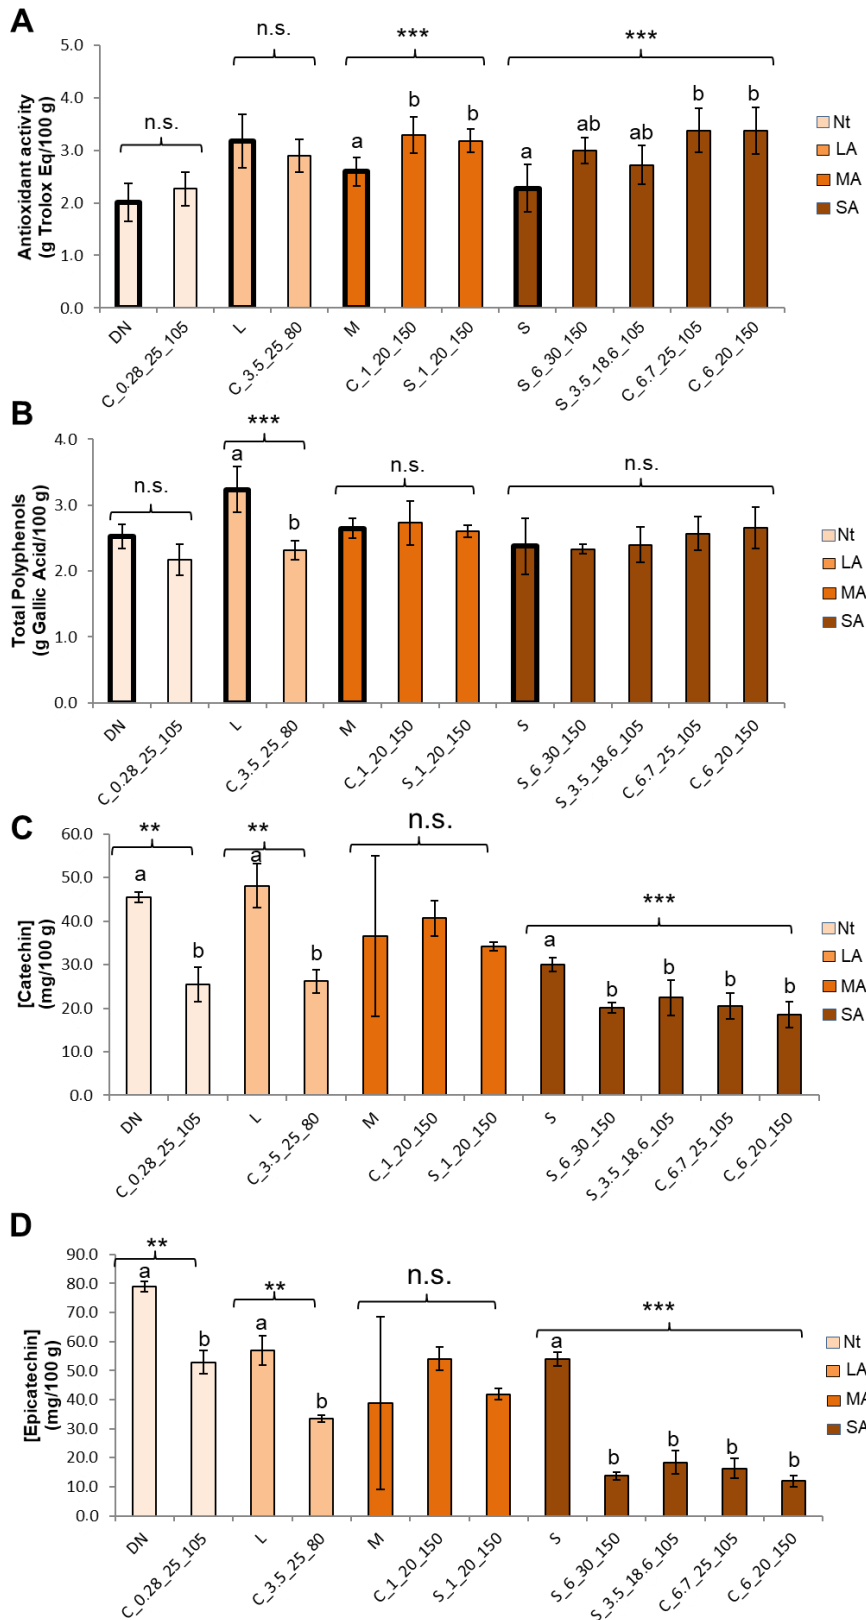 A
n.s.
***
***
n.s.
5.0
4.0
3.0
2.0
1.0
0.0
Antioxidant activity
(g Trolox Eq/100 g)
a
b
b
a
ab
ab
b
b
Nt
LA
MA
SA
DN
C_0.28_25_105
L
C_3.5_25_80
M
C_1_20_150
S_1_20_150
S
S_6_30_150
S_3.5_18.6_105
C_6.7_25_105
C_6_20_150
B
***
n.s.
n.s.
n.s.
4.0
3.0
2.0
1.0
0.0
Total Polyphenols
(g Gallic Acid/100 g)
a
b
Nt
LA
MA
SA
DN
C_0.28_25_105
L
C_3.5_25_80
M
C_1_20_150
S_1_20_150
S
S_6_30_150
S_3.5_18.6_105
C_6.7_25_105
C_6_20_150
C
**
**
n.s.
***
60.0
50.0
40.0
30.0
20.0
10.0
0.0
[Catechin]
(mg/100 g)
a
b
a
b
a
b
b
b
b
Nt
LA
MA
SA
DN
C_0.28_25_105
L
C_3.5_25_80
M
C_1_20_150
S_1_20_150
S
S_6_30_150
S_3.5_18.6_105
C_6.7_25_105
C_6_20_150
D
**
**
n.s.
***
90.0
80.0
70.0
60.0
50.0
40.0
30.0
20.0
10.0
0.0
[Epicatechin]
(mg/100 g)
a
b
a
b
a
b
b
b
b
Nt
LA
MA
SA
DN
C_0.28_25_105
L
C_3.5_25_80
M
C_1_20_150
S_1_20_150
S
S_6_30_150
S_3.5_18.6_105
C_6.7_25_105
C_6_20_150